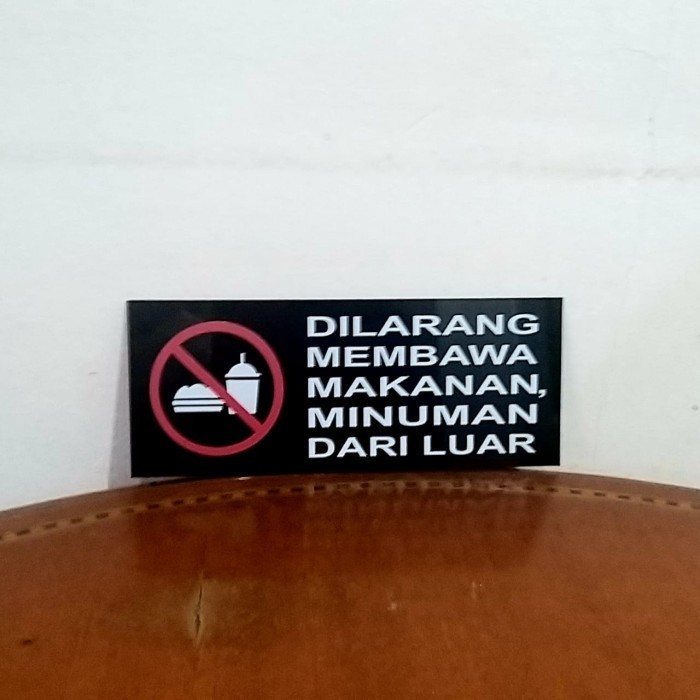 DILARANG
MEMBAWA
MAKANAN,
MINUMAN
DARI LUAR